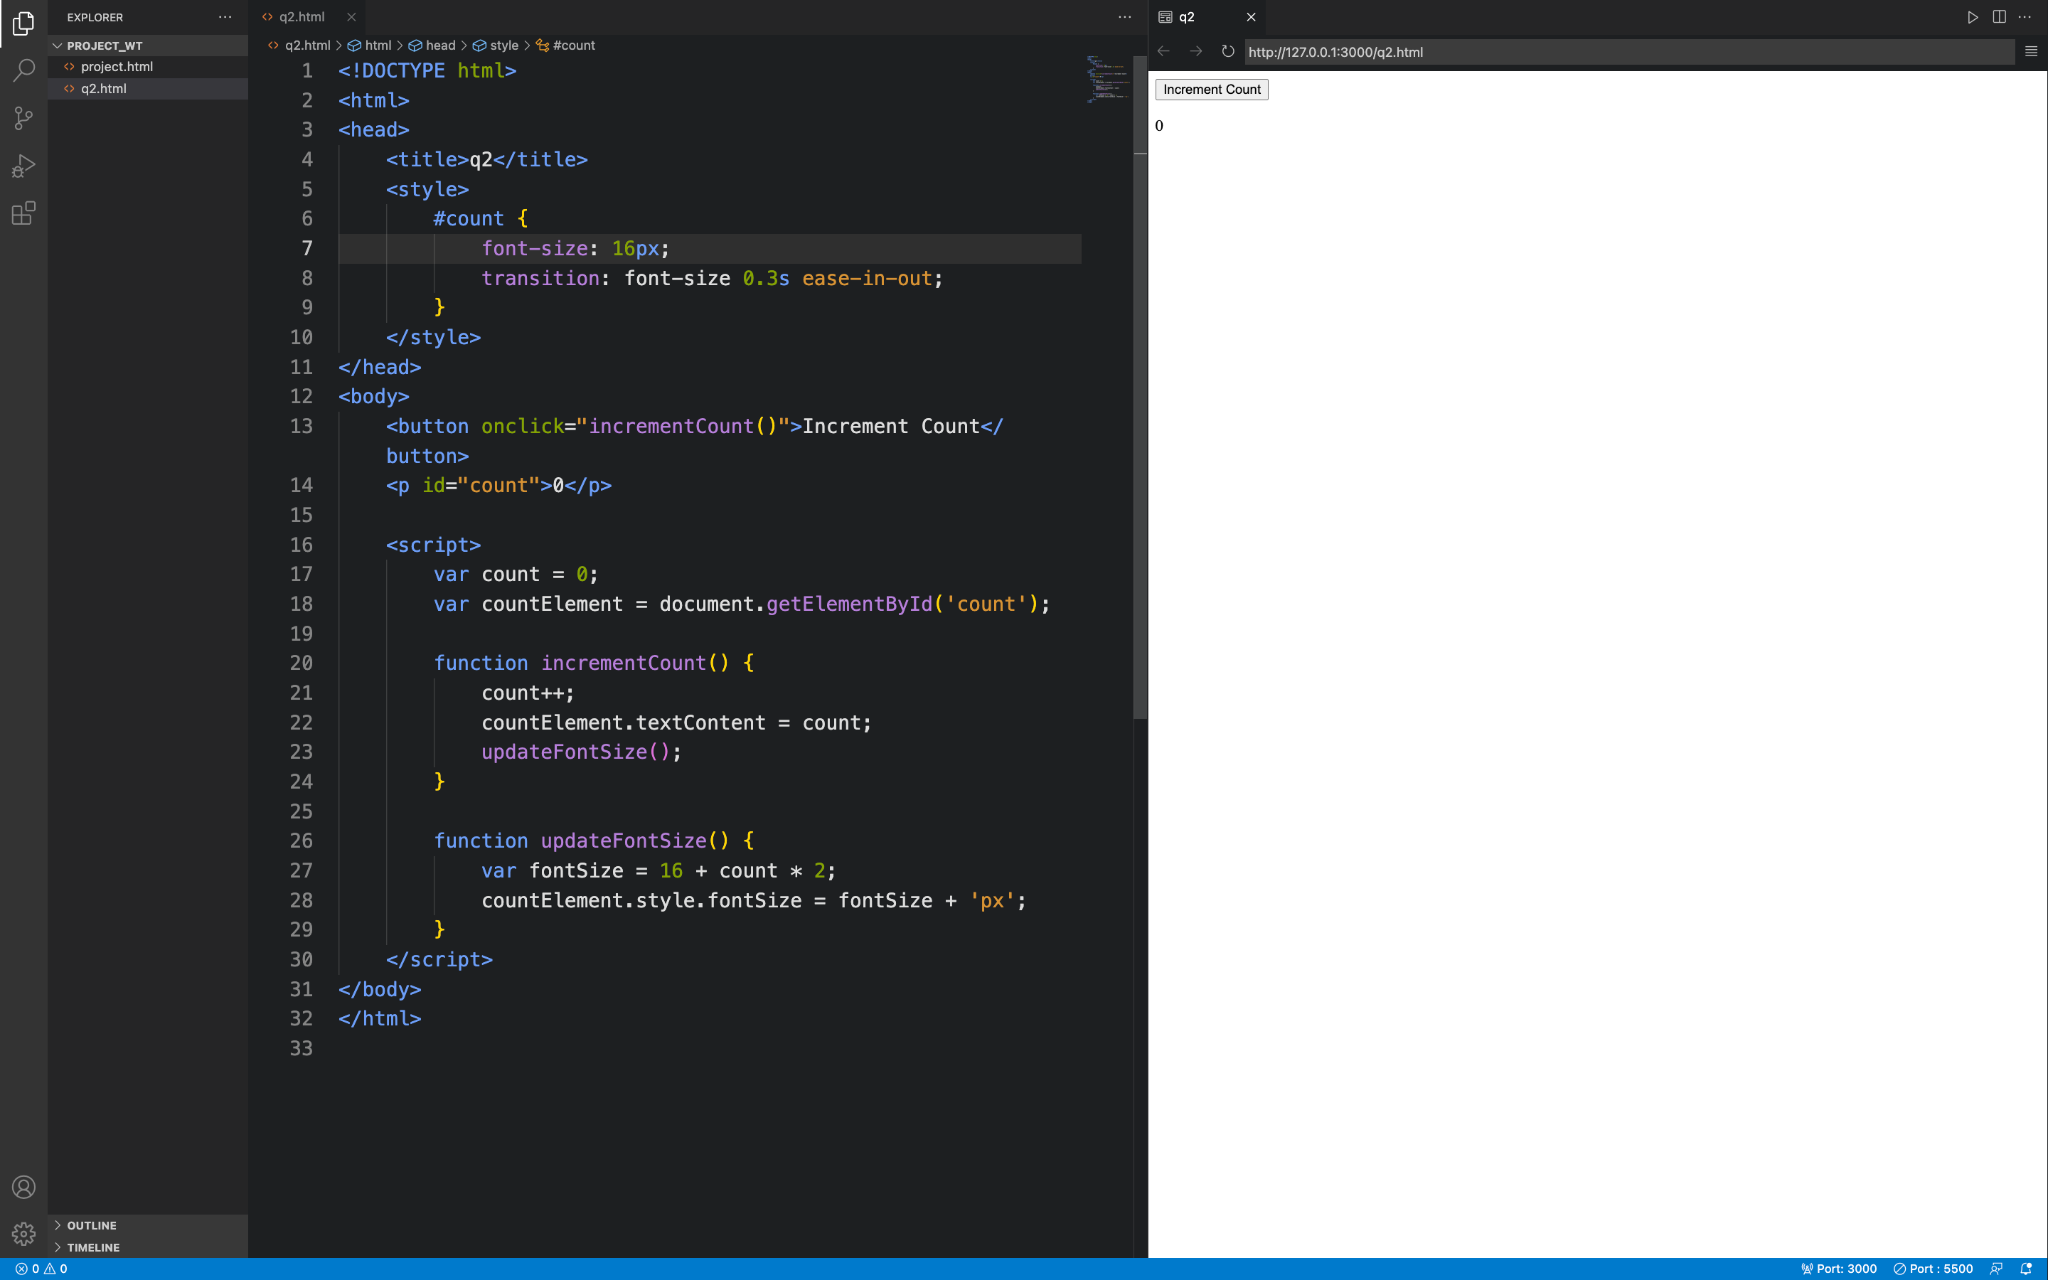 EXPLORER
PROJECT_WT
project.html
q2.html
OUTLINE
TIMELINE
q2.html
q2.html > html > head > style > #count
1 <!DOCTYPE html>
2 <html>
3 <head>
4 <title>q2</title>
5 <style>
6 #count {
7 font-size: 16px;
8 transition: font-size 0.3s ease-in-out;
9 }
10 </style>
11 </head>
12 <body>
13 <button onclick="incrementCount()">Increment Count</
button>
14 <p id="count">0</p>
15
16 <script>
17 var count = 0;
18 var countElement = document.getElementById('count');
19
20 function incrementCount() {
21 count++;
22 countElement.textContent = count;
23 updateFontSize();
24 }
25
26 function updateFontSize() {
27 var fontSize = 16 + count * 2;
28 countElement.style.fontSize = fontSize + 'px';
29 }
30 </script>
31 </body>
32 </html>
33
q2
http://127.0.0.1:3000/q2.html
Increment Count
0
0 0
Port: 3000 Port : 5500